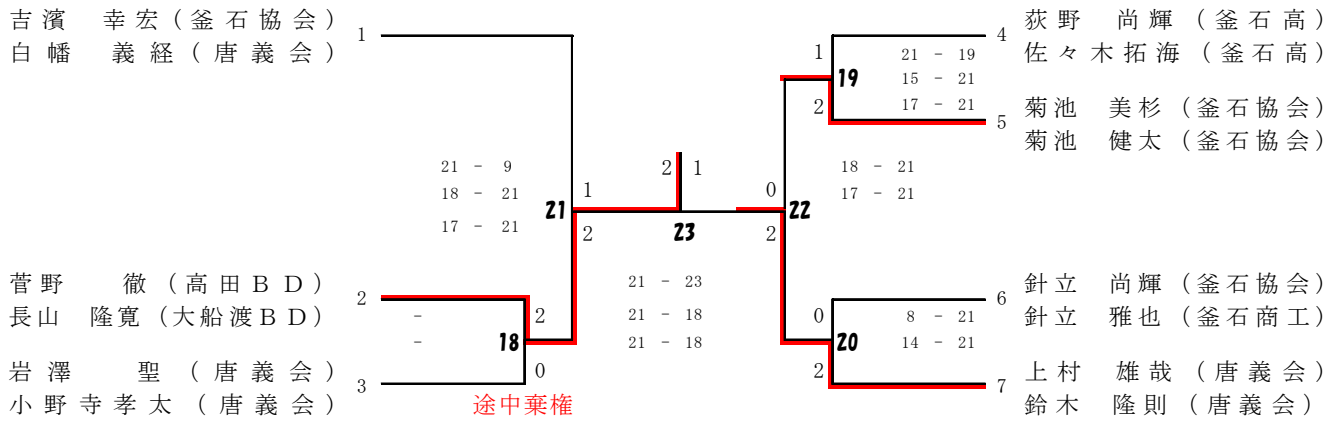 吉濱 幸宏（釜石協会）
白幡 義経（唐義会）
1
菅野 徹（高田ＢＤ）
長山 隆寛（大船渡ＢＤ）
2
岩澤 聖（唐義会）
小野寺孝太（唐義会）
3
- 
- 
18
2
0
途中棄権
21 - 9
18 - 21
17 - 21
21
1
2
2 1
23
21 - 23
21 - 18
21 - 18
0
22
2
18 - 21
17 - 21
1
19
2
21 - 19
15 - 21
17 - 21
0
20
2
8 - 21
14 - 21
4
荻野 尚輝（釜石高）
佐々木拓海（釜石高）
5
菊池 美杉（釜石協会）
菊池 健太（釜石協会）
6
針立 尚輝（釜石協会）
針立 雅也（釜石商工）
7
上村 雄哉（唐義会）
鈴木 隆則（唐義会）